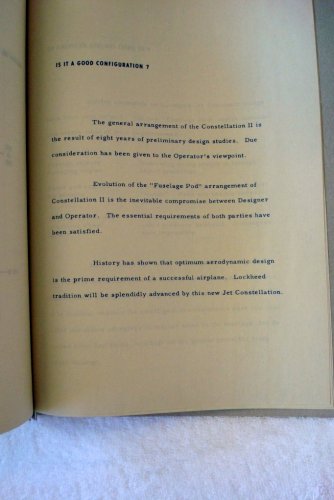 IS IT A GOOD CONFIGURATION ?
The general arrangement of the Constellation II is
the result of eight years of preliminary design studies. Due
consideration has been given to the Operator's viewpoint.
Evolution of the "Fuselage Pod" arrangement of
Constellation II is the inevitable compromise between Designer
and Operator. The essential requirements of both parties have
been satisfied.
History has shown that optimum aerodynamic design
is the prime requirement of a successful airplane. Lockheed
tradition will be splendidly advanced by this new Jet Constellation.